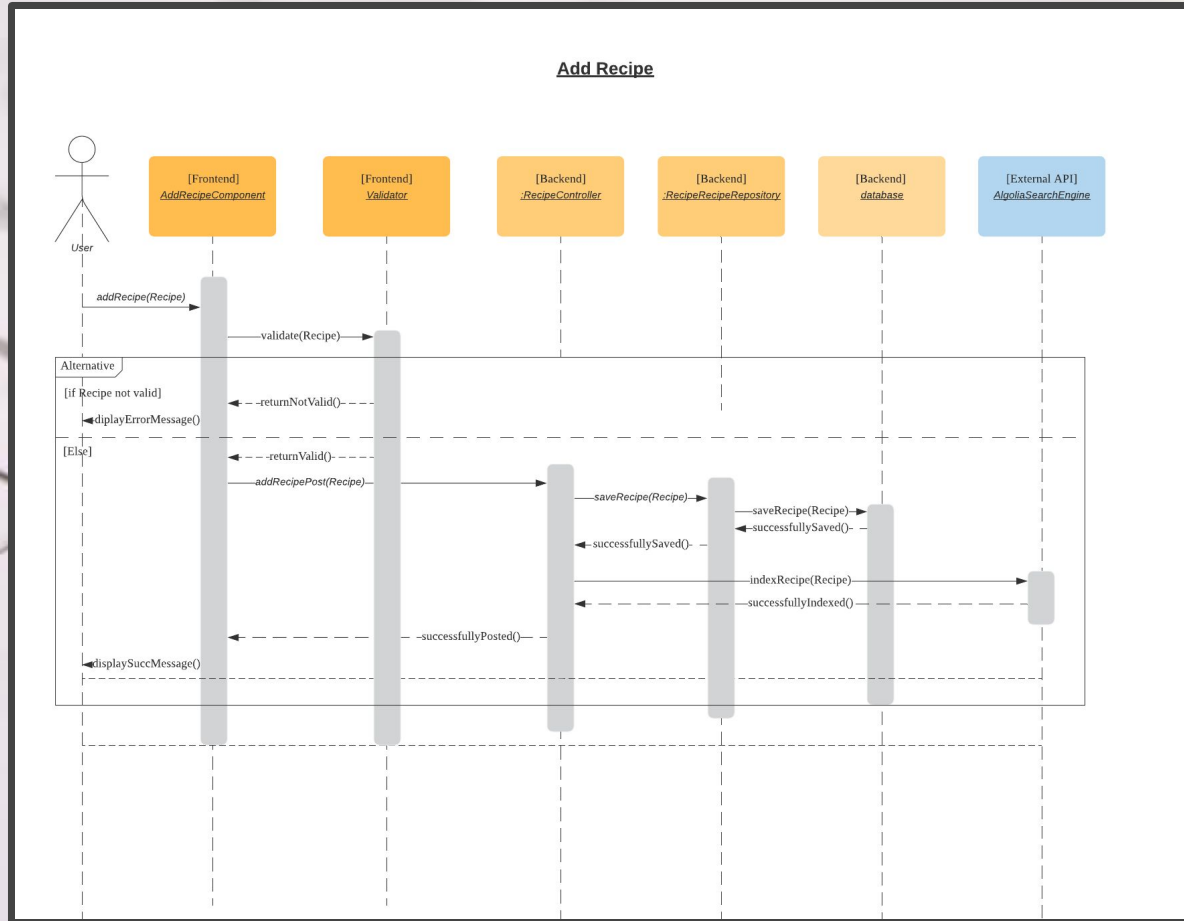 Add Recipe
[Frontend]
AddRecipeComponent
[Frontend]
Validator
[Backend]
:RecipeController
[Backend]
:RecipeRecipeRepository
[Backend]
database
[External API]
AlgoliaSearchEngine
User
addRecipe(Recipe)
validate(Recipe)
Alternative
[if Recipe not valid]
returnNotValid()
diplayErrorMessage()
[Else]
returnValid()
addRecipePost(Recipe)
saveRecipe(Recipe)
saveRecipe(Recipe)
successfullySaved()
successfullySaved()
indexRecipe(Recipe)
successfullyIndexed()
successfullyPosted()
displaySuccMessage()